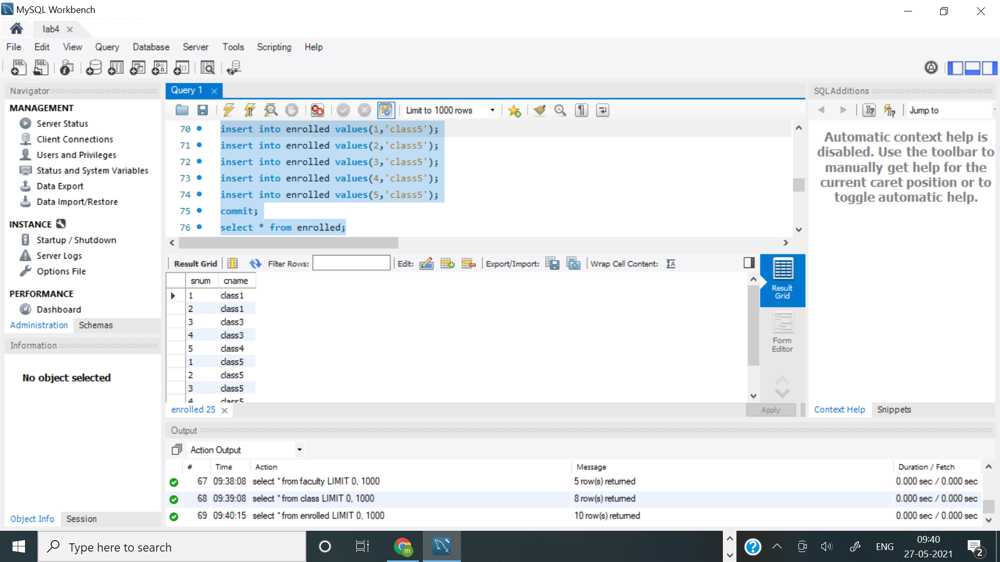 MySQL Workbench
lab4
File Edit View Query Database Server Tools Scripting Help
Navigator
MANAGEMENT
Server Status
Client Connections
Users and Privileges
Status and System Variables
Data Export
Data Import/Restore
INSTANCE
Startup / Shutdown
Server Logs
Options File
PERFORMANCE
Dashboard
Administration Schemas
Information
No object selected
Object Info Session
Query 1
Limit to 1000 rows
70 insert into enrolled values(1,'class5');
71 insert into enrolled values(2,'class5');
72 insert into enrolled values(3,'class5');
73 insert into enrolled values(4,'class5');
74 insert into enrolled values(5,'class5');
75 commit;
76 select * from enrolled;
Result Grid Filter Rows: Edit: Export/Import: Wrap Cell Content:
snum cname
1 class1
2 class1
3 class3
4 class3
5 class4
1 class5
2 class5
3 class5
4 class5
Result
Grid
Form
Editor
enrolled 25
Apply
SQLAdditions
Jump to
Automatic context help is
disabled. Use the toolbar to
manually get help for the
current caret position or to
toggle automatic help.
Context Help Snippets
Output
Action Output
# Time Action Message Duration / Fetch
67 09:38:08 select * from faculty LIMIT 0, 1000 5 row(s) returned 0.000 sec / 0.000 sec
68 09:39:08 select * from class LIMIT 0, 1000 8 row(s) returned 0.000 sec / 0.000 sec
69 09:40:15 select * from enrolled LIMIT 0, 1000 10 row(s) returned 0.000 sec / 0.000 sec
Type here to search
m
ENG
09:40
27-05-2021
2